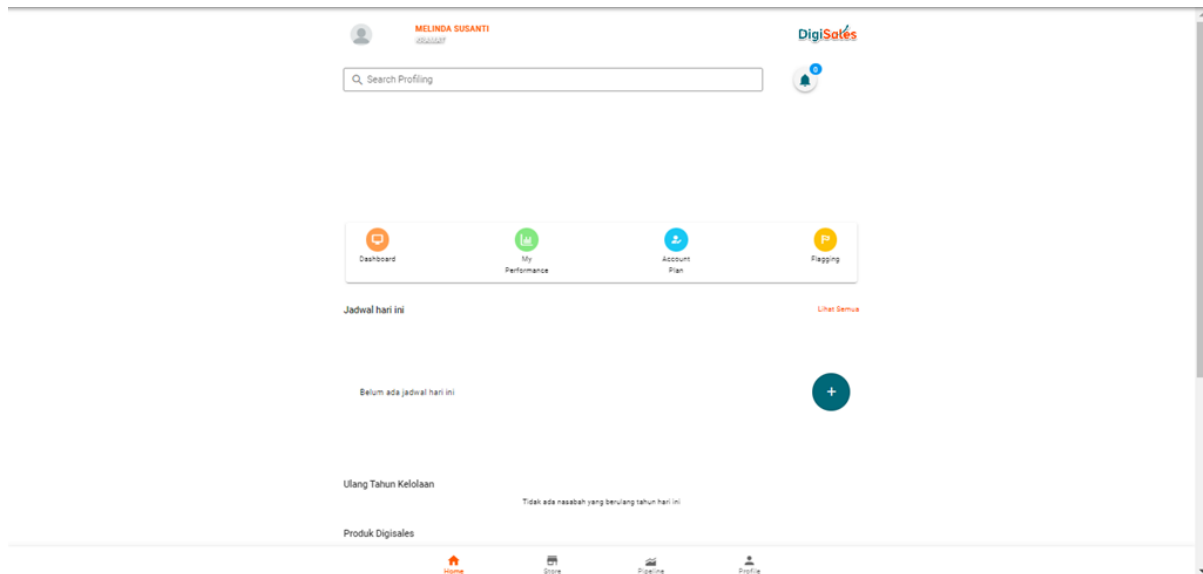 MELINDA SUSANTI
DigiSales
Search Profiling
0
Dashboard
My
Performance
Account
Plan
Flagging
Jadwal hari ini
Lihat Semua
Belum ada jadwal hari ini
+
Ulang Tahun Kelolaan
Tidak ada nasabah yang berulang tahun hari ini
Produk Digisales
Home
Store
Pipeline
Profile